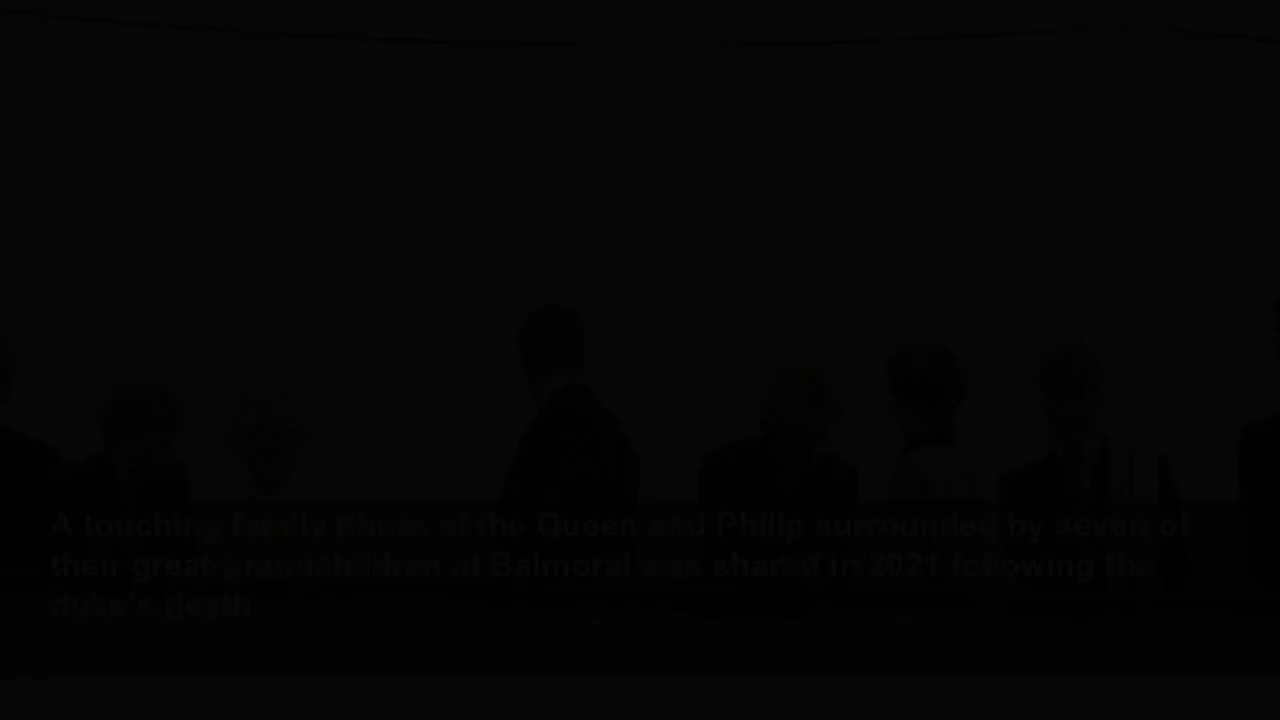 A touching family photo of the Queen and Philip surrounded by seven of
their great-grandchildren at Balmoral was shared in 2021 following the
duke's death.